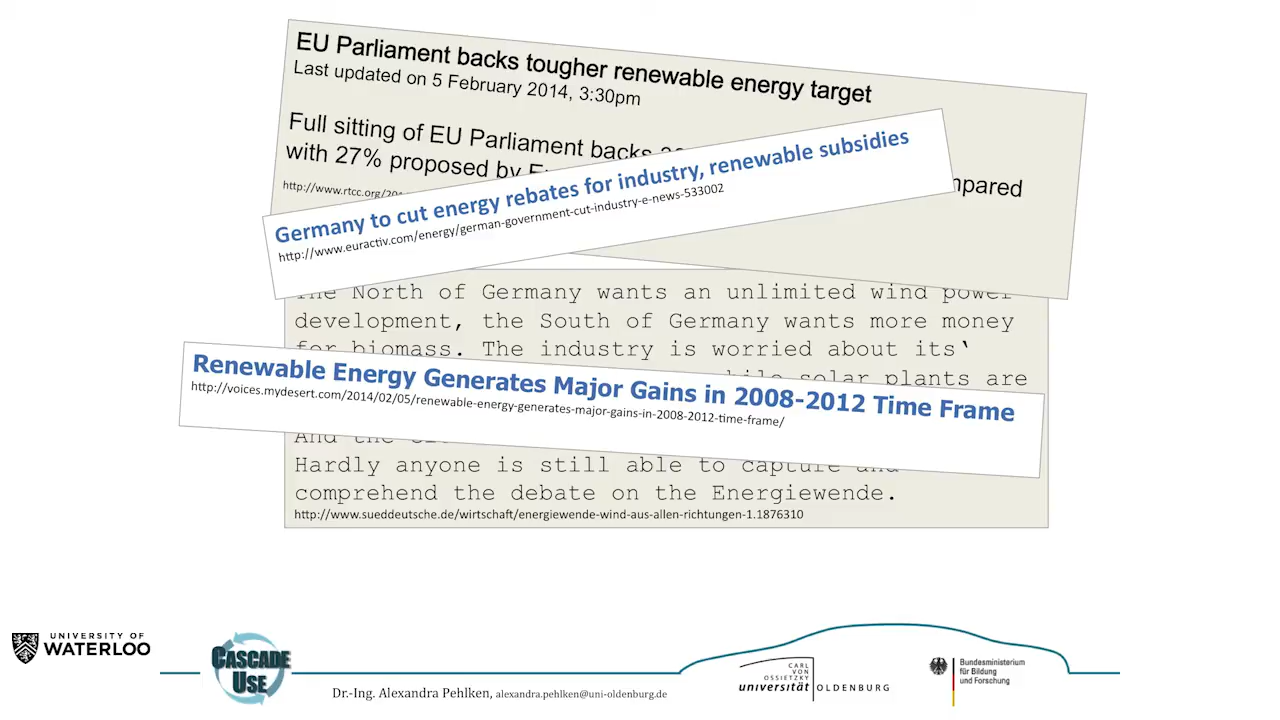 EU Parliament backs tougher renewable energy target
Last updated on 5 February 2014, 3:30pm
Full sitting of EU Parliament backs
with 27% proposed by
http://www.rtcc.org/
Germany to cut energy rebates for industry, renewable subsidies
http://www.euractiv.com/energy/german-government-cut-industry-e-news-533002
The North of Germany wants an unlimited wind power
development, the South of Germany wants more money
for biomass. The industry is worried about its‛
while solar plants are
Renewable Energy Generates Major Gains in 2008-2012 Time Frame
http://voices.mydesert.com/2014/02/05/renewable-energy-generates-major-gains-in-2008-2012-time-frame/
And the
Hardly anyone is still able to capture and
comprehend the debate on the Energiewende.
http://www.sueddeutsche.de/wirtschaft/energiewende-wind-aus-allen-richtungen-1.1876310
UNIVERSITY OF
WATERLOO
CASCADE
USE
Dr.-Ing. Alexandra Pehlken, alexandra.pehlken@uni-oldenburg.de
CARL
VON
OSSIETZKY
universität OLDENBURG
Bundesministerium
für Bildung
und Forschung